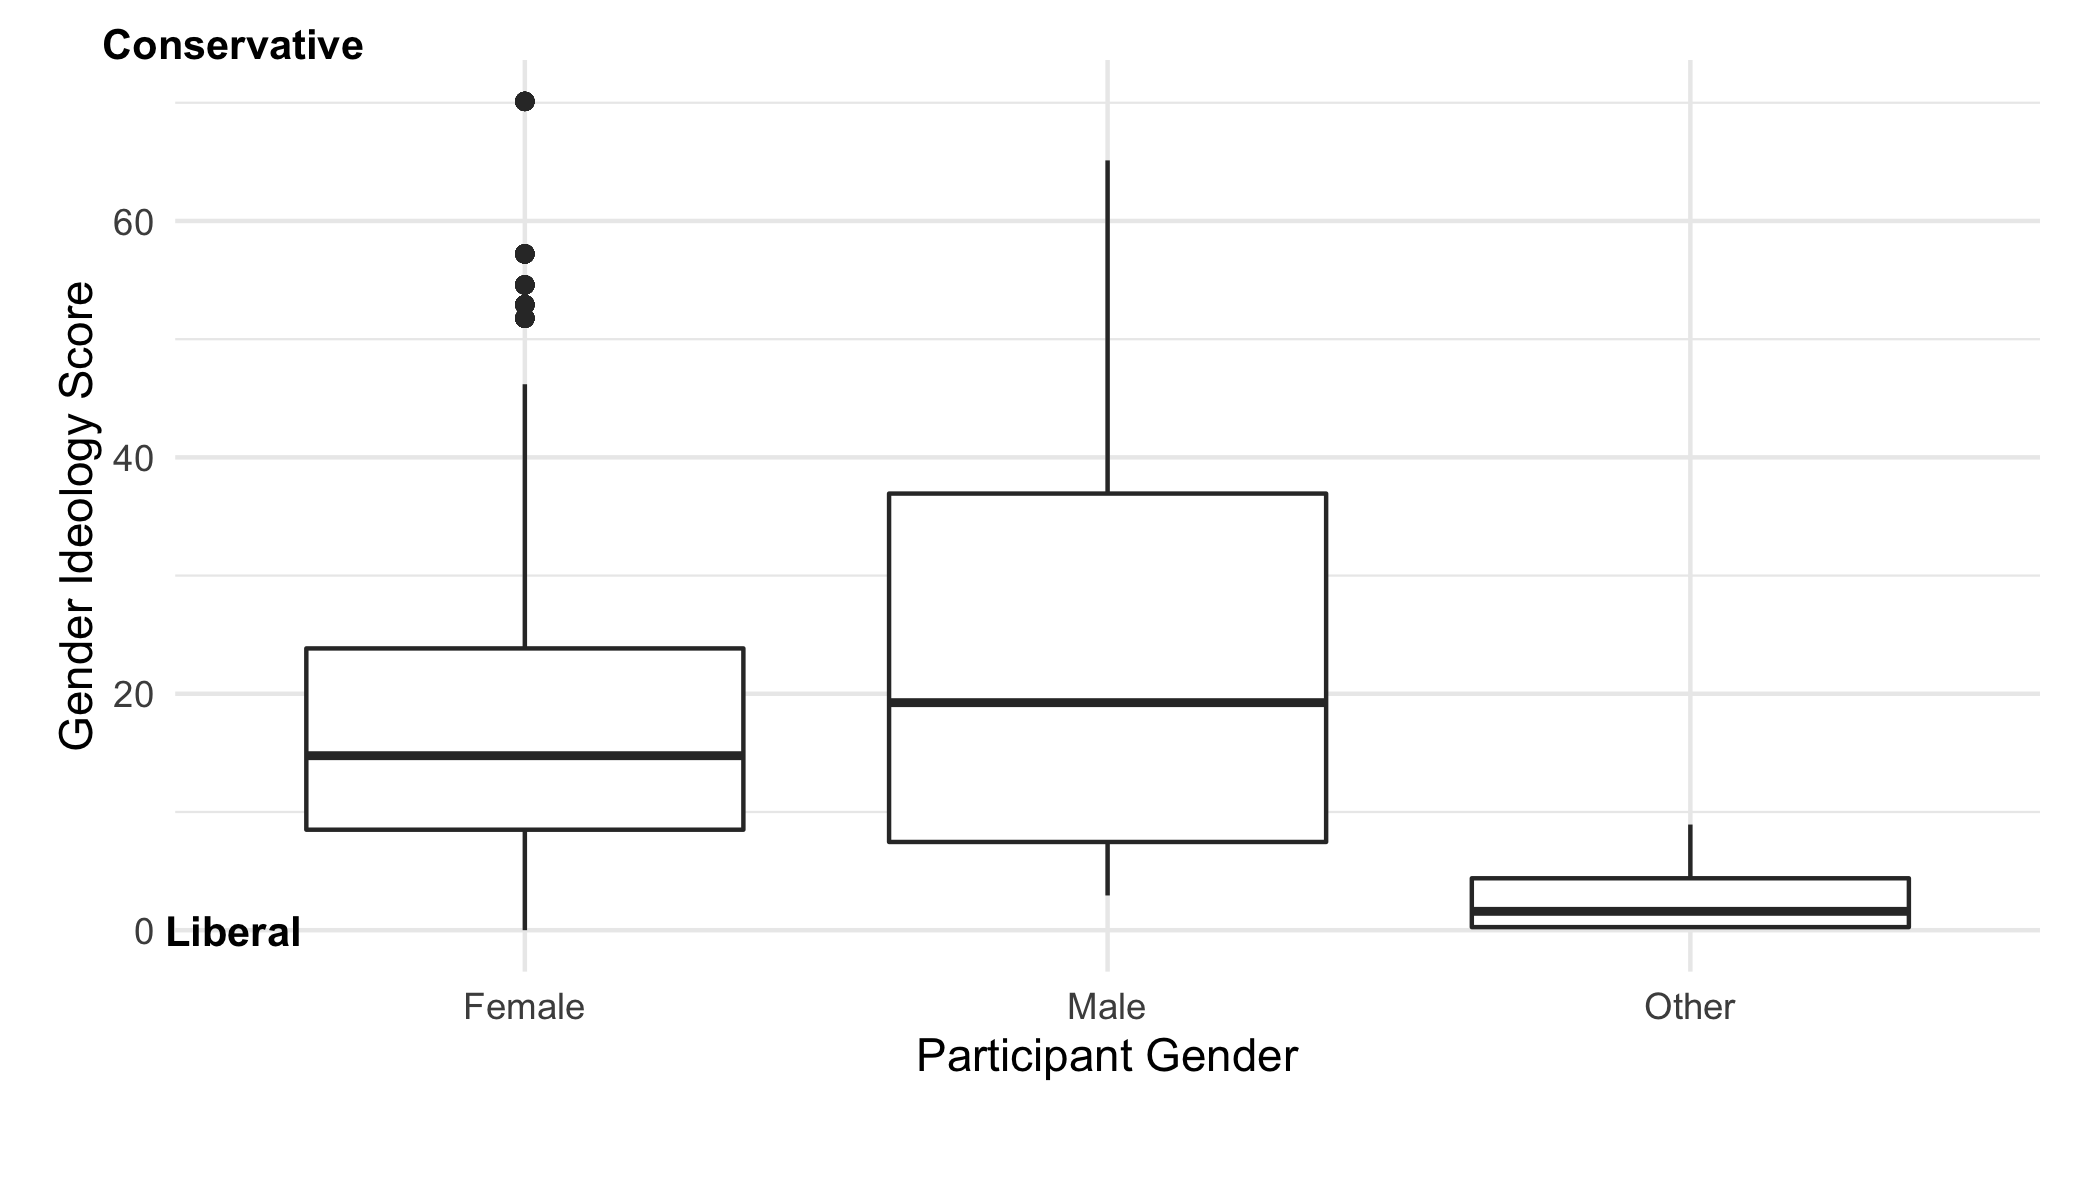 Conservative
60
40
20
0
Liberal
Gender Ideology Score
Female
Male
Other
Participant Gender